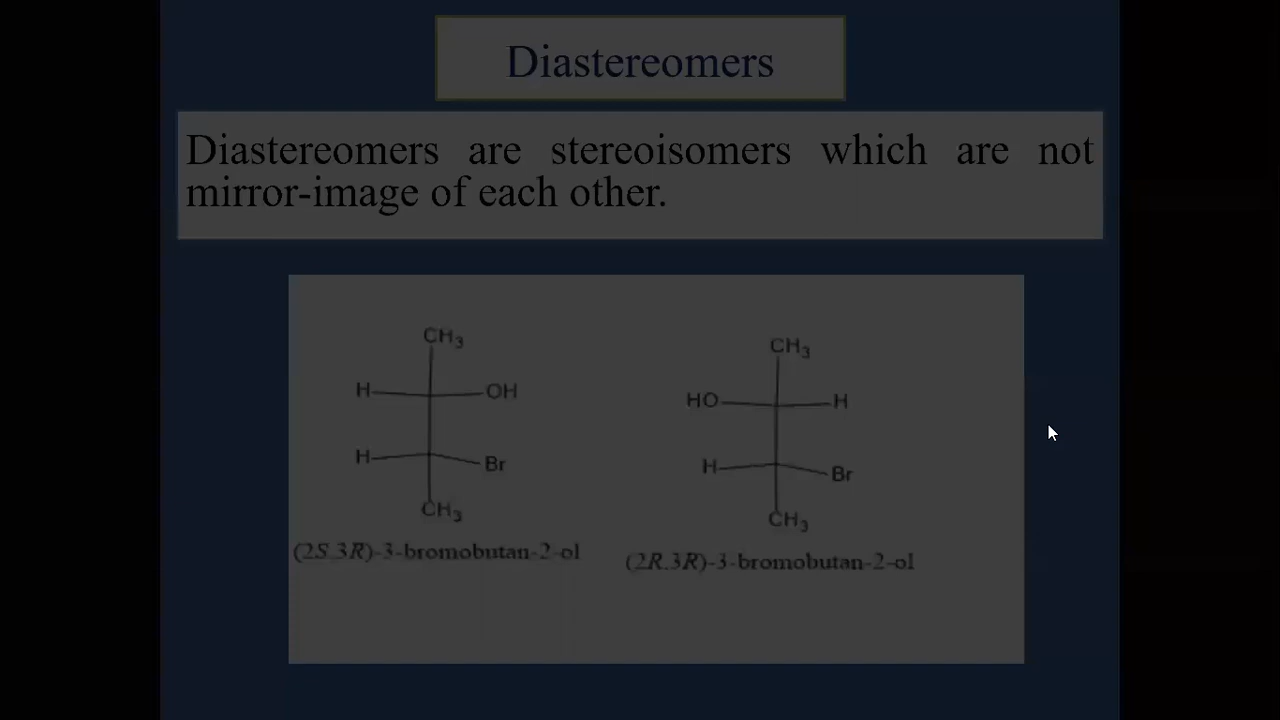 Diastereomers
Diastereomers are stereoisomers which are not
mirror-image of each other.
CH3
H OH
H Br
CH3
(2S,3R)-3-bromobutan-2-ol
CH3
HO H
H Br
CH3
(2R,3R)-3-bromobutan-2-ol